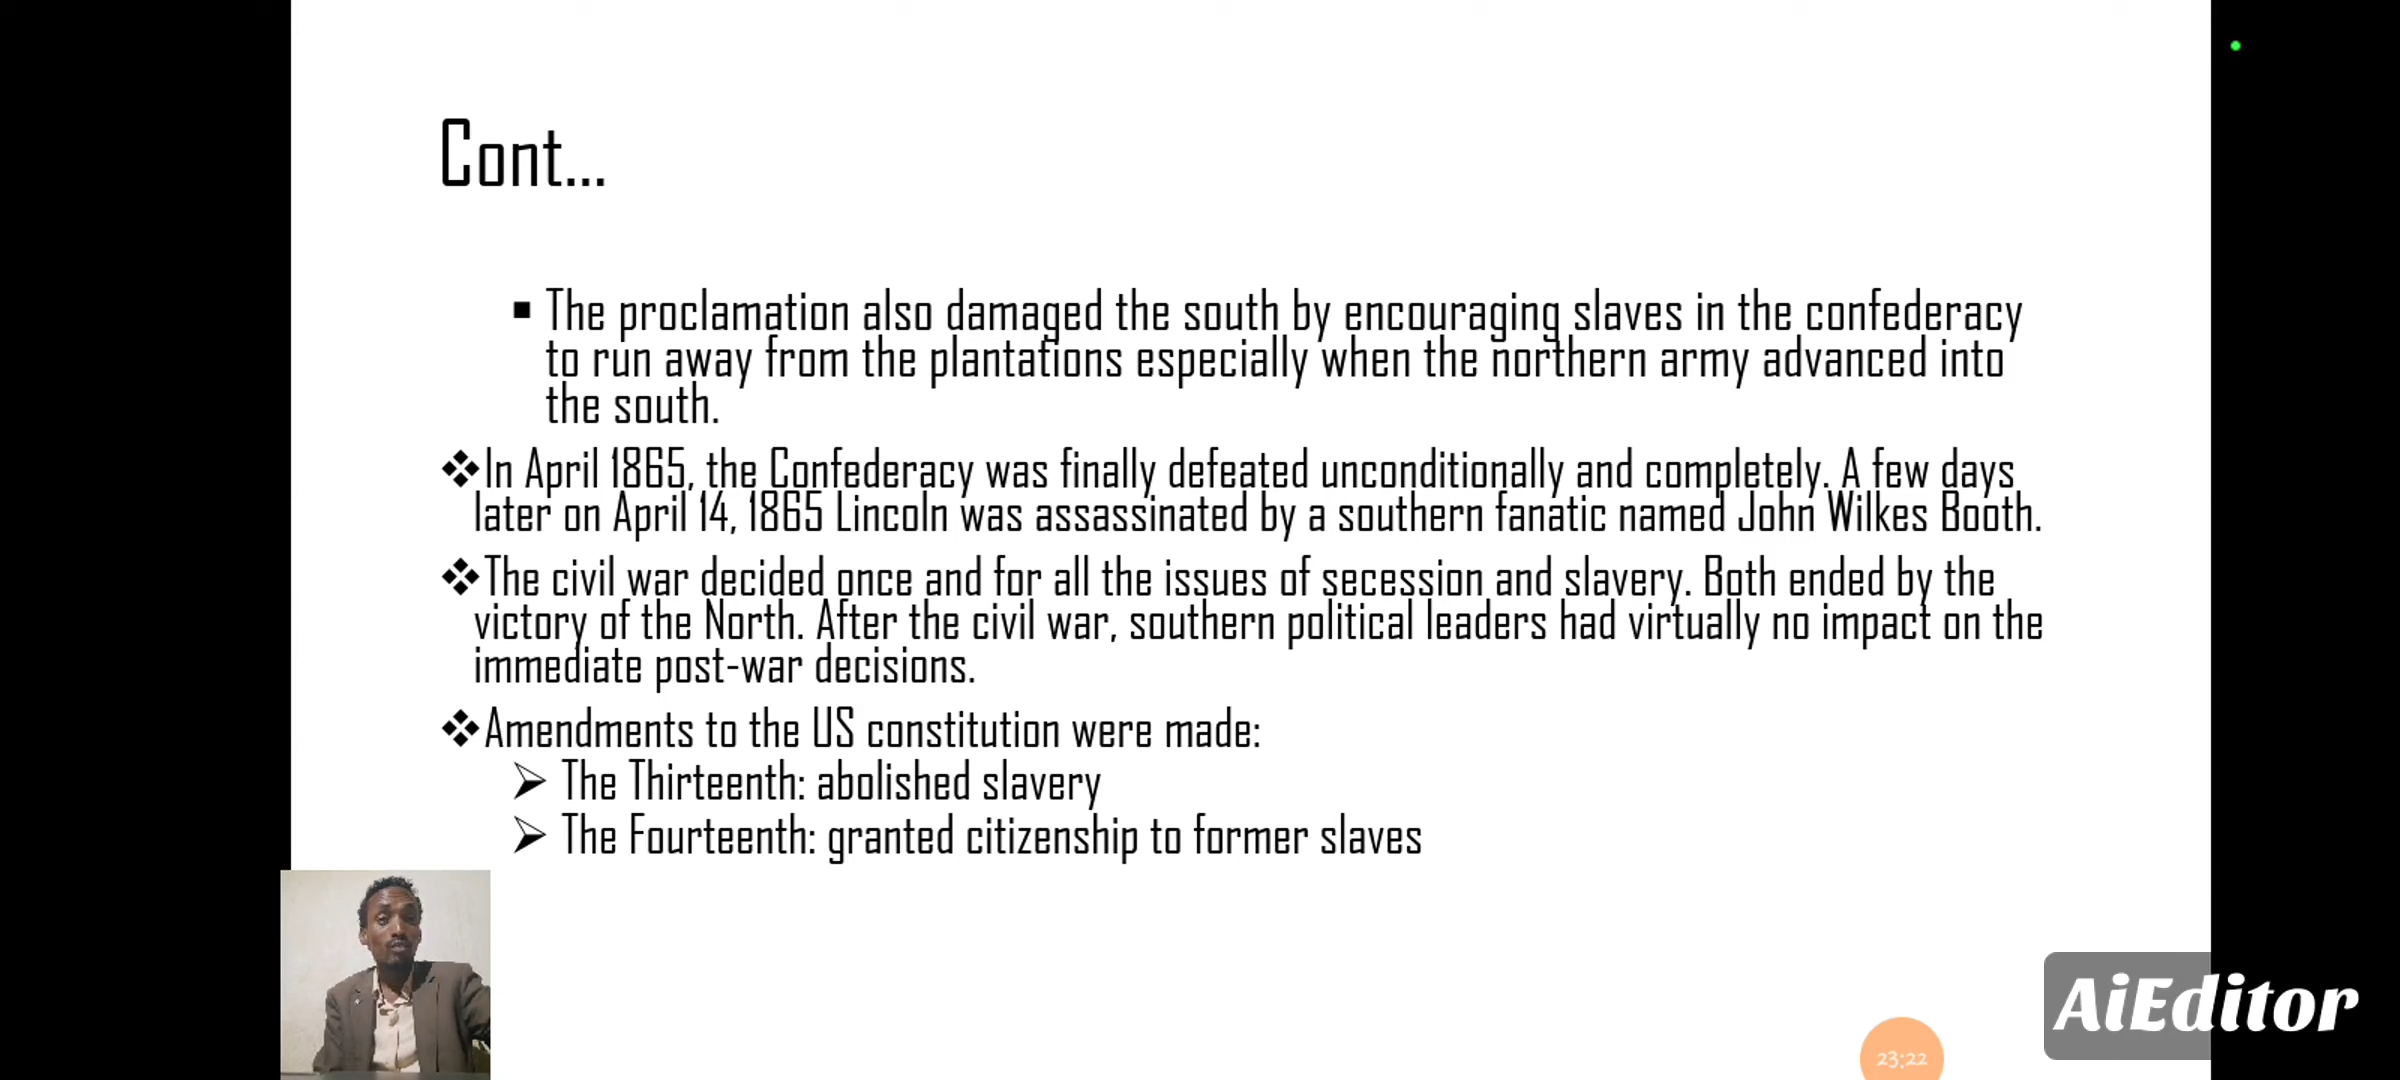 Cont...
▪ The proclamation also damaged the south by encouraging slaves in the confederacy
to run away from the plantations especially when the northern army advanced into
the south.
❖In April 1865, the Confederacy was finally defeated unconditionally and completely. A few days
later on April 14, 1865 Lincoln was assassinated by a southern fanatic named John Wilkes Booth.
❖The civil war decided once and for all the issues of secession and slavery. Both ended by the
victory of the North. After the civil war, southern political leaders had virtually no impact on the
immediate post-war decisions.
❖Amendments to the US constitution were made:
➢ The Thirteenth: abolished slavery
➢ The Fourteenth: granted citizenship to former slaves
AiEditor
23:22